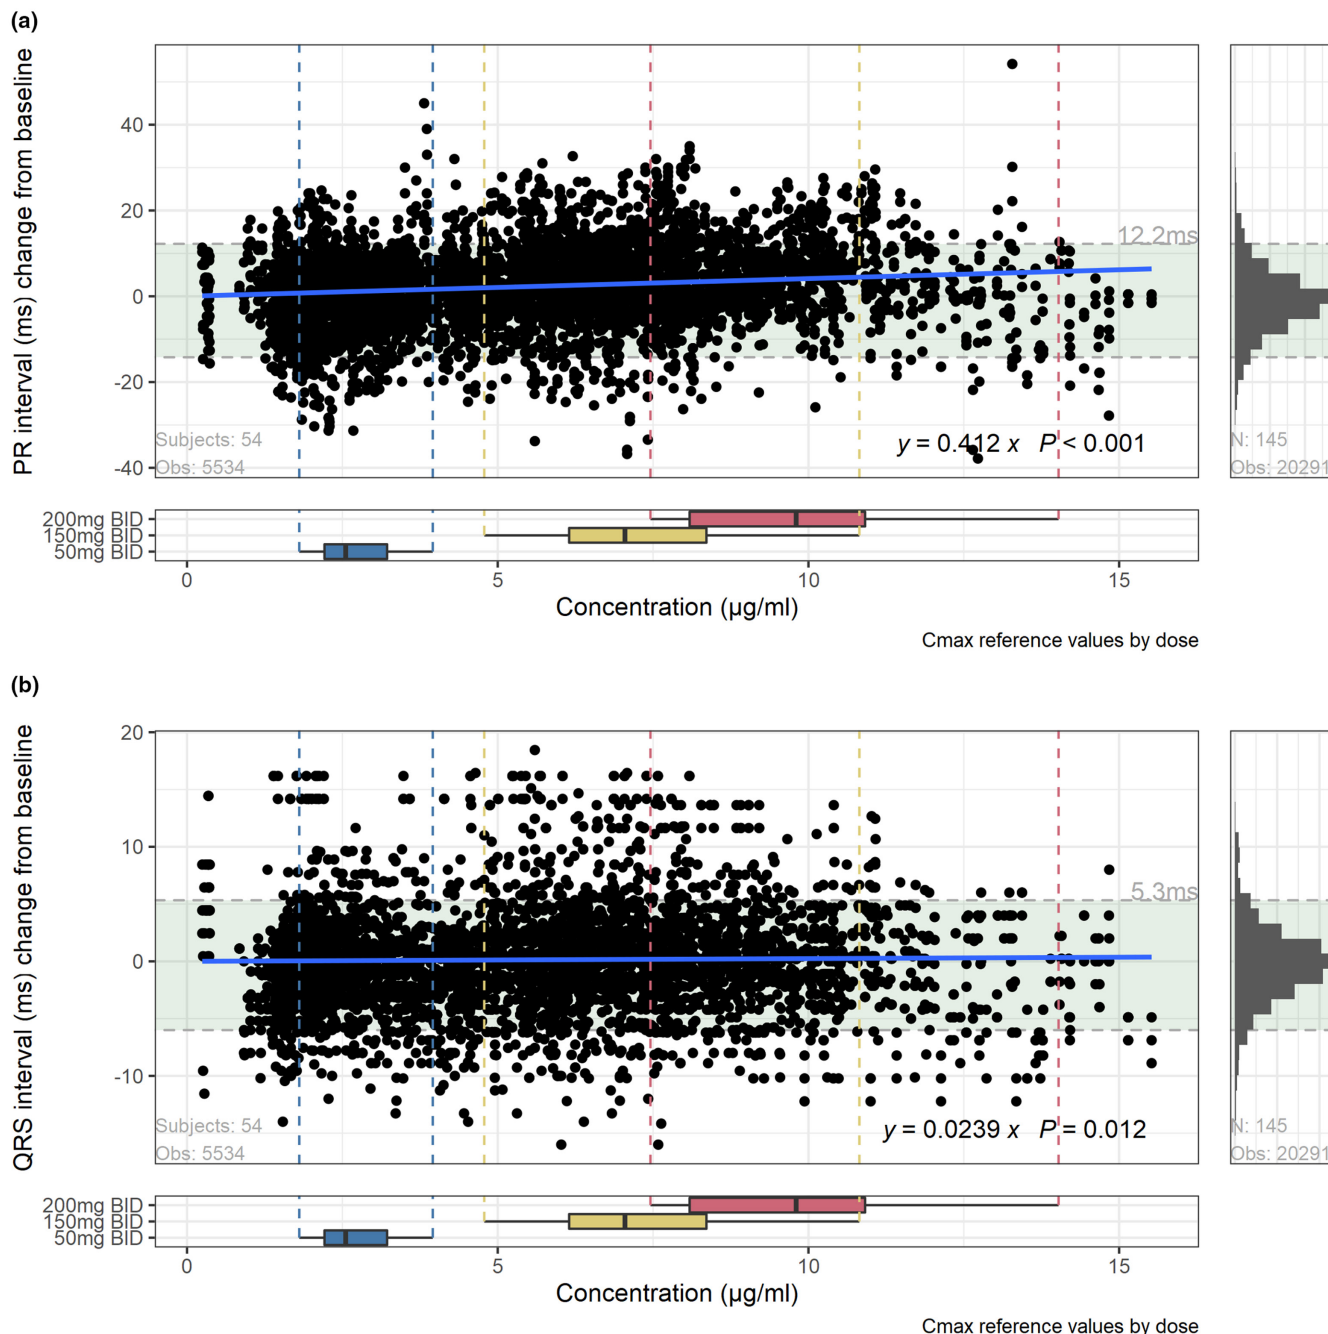 (a)
PR interval (ms) change from baseline
40
20
0
-20
-40
12.2ms
Subjects: 54
Obs: 5534
y = 0.412 x P < 0.001
N: 145
Obs: 20291
200mg BID
150mg BID
50mg BID
0 5 10 15
Concentration (µg/ml)
Cmax reference values by dose
(b)
QRS interval (ms) change from baseline
20
10
0
-10
5.3ms
Subjects: 54
Obs: 5534
y = 0.0239 x P = 0.012
N: 145
Obs: 20291
200mg BID
150mg BID
50mg BID
0 5 10 15
Concentration (µg/ml)
Cmax reference values by dose